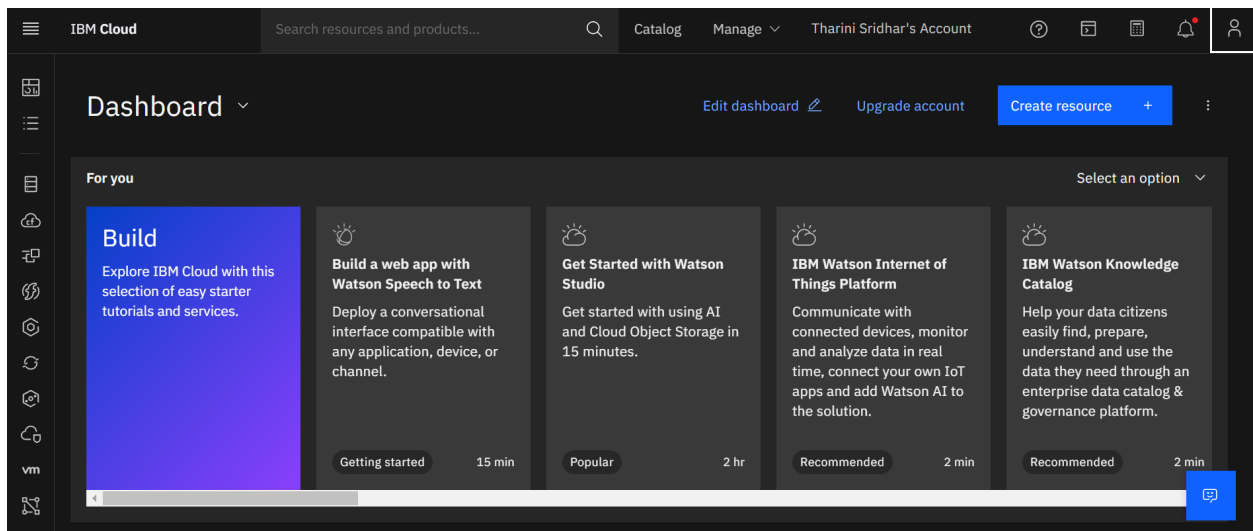 IBM Cloud
Search resources and products...
Catalog
Manage
Tharini Sridhar's Account
Dashboard
Edit dashboard
Upgrade account
Create resource +
For you
Select an option
Build
Explore IBM Cloud with this
selection of easy starter
tutorials and services.
Build a web app with
Watson Speech to Text
Deploy a conversational
interface compatible with
any application, device, or
channel.
Getting started
15 min
Get Started with Watson
Studio
Get started with using AI
and Cloud Object Storage in
15 minutes.
Popular
2 hr
IBM Watson Internet of
Things Platform
Communicate with
connected devices, monitor
and analyze data in real
time, connect your own IoT
apps and add Watson AI to
the solution.
Recommended
2 min
IBM Watson Knowledge
Catalog
Help your data citizens
easily find, prepare,
understand and use the
data they need through an
enterprise data catalog &
governance platform.
Recommended
2 min
cf
vm